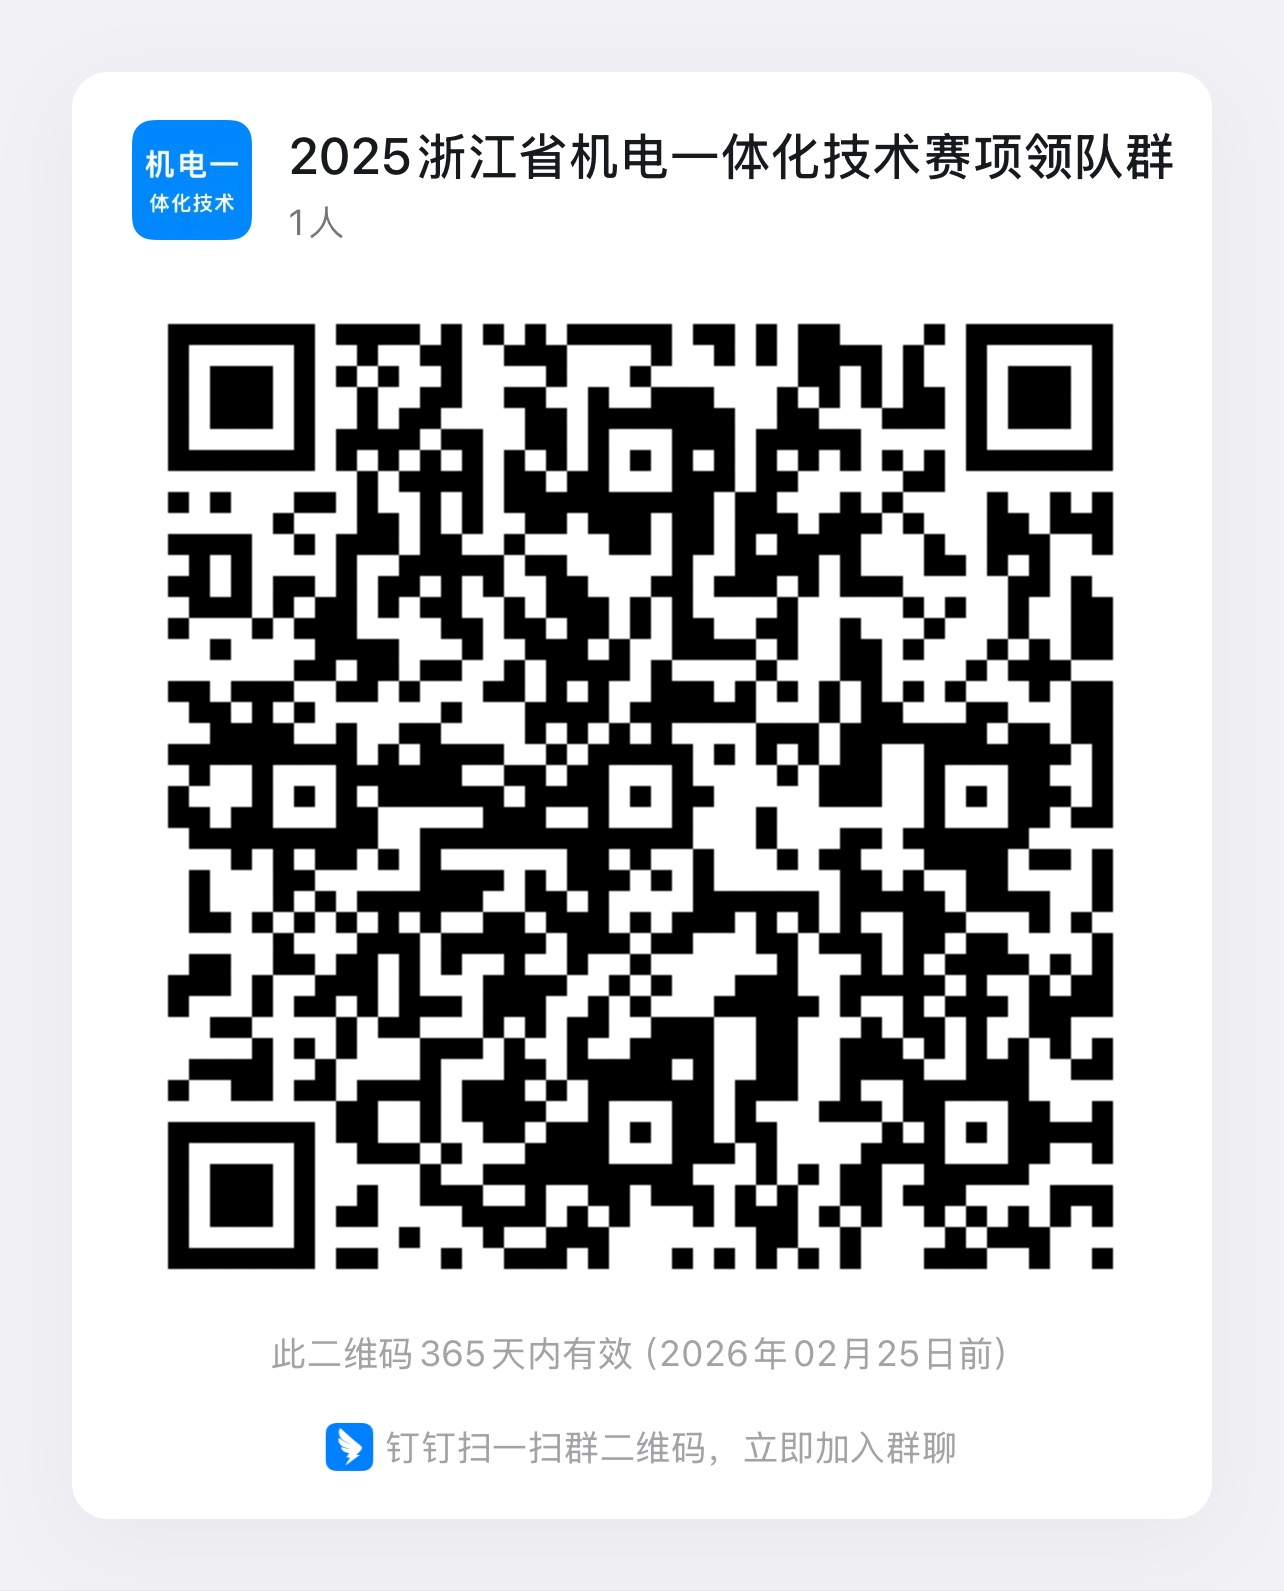 机电一
体化技术
2025浙江省机电一体化技术赛项领队群
1人
此二维码365天内有效 (2026年02月25日前)
钉钉扫一扫群二维码，立即加入群聊